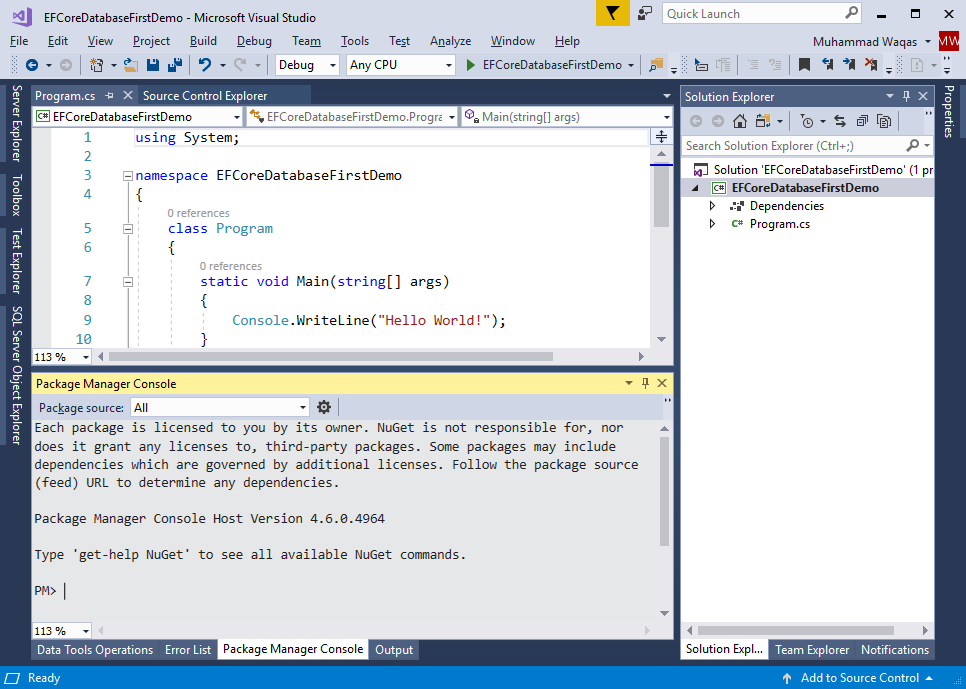 EFCoreDatabaseFirstDemo - Microsoft Visual Studio
Quick Launch
File Edit View Project Build Debug Team Tools Test Analyze Window Help
Muhammad Waqas MW
Debug Any CPU EFCoreDatabaseFirstDemo
Server Explorer
Toolbox
Test Explorer
SQL Server Object Explorer
Program.cs Source Control Explorer
C# EFCoreDatabaseFirstDemo EFCoreDatabaseFirstDemo.Progra Main(string[] args)
1 using System;
2
3 namespace EFCoreDatabaseFirstDemo
4 {
0 references
5 class Program
6 {
0 references
7 static void Main(string[] args)
8 {
9 Console.WriteLine("Hello World!");
10 }
113 %
Package Manager Console
Package source: All
Each package is licensed to you by its owner. NuGet is not responsible for, nor
does it grant any licenses to, third-party packages. Some packages may include
dependencies which are governed by additional licenses. Follow the package source
(feed) URL to determine any dependencies.
Package Manager Console Host Version 4.6.0.4964
Type 'get-help NuGet' to see all available NuGet commands.
PM>
113 %
Data Tools Operations Error List Package Manager Console Output
Solution Explorer
Search Solution Explorer (Ctrl+;)
Solution 'EFCoreDatabaseFirstDemo' (1 pr
C# EFCoreDatabaseFirstDemo
Dependencies
C# Program.cs
Solution Expl... Team Explorer Notifications
Properties
Ready
Add to Source Control